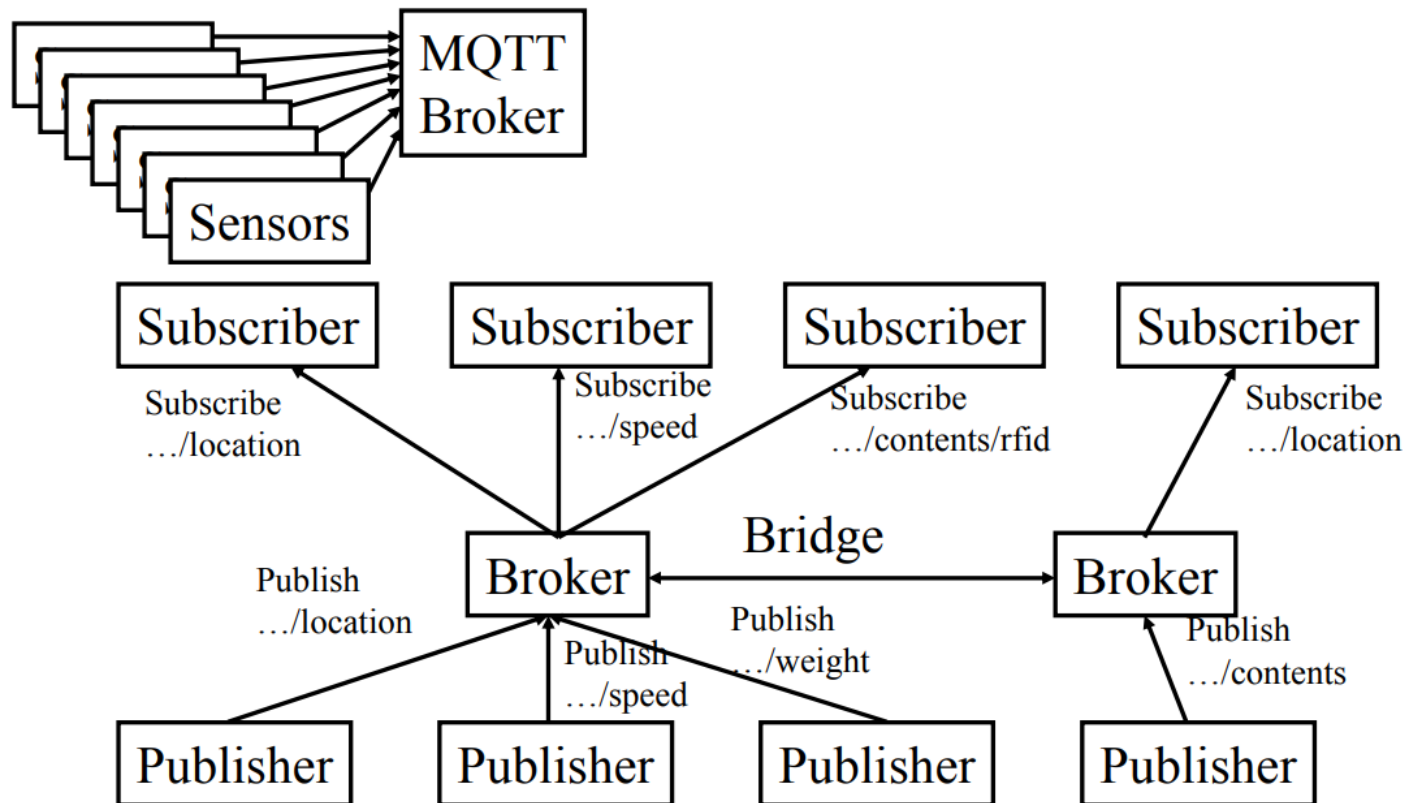 MQTT
Broker
Sensors
Subscriber
Subscriber
Subscriber
Subscriber
Subscribe
…/location
Subscribe
…/speed
Subscribe
…/contents/rfid
Subscribe
…/location
Bridge
Broker
Broker
Publish
…/location
Publish
…/speed
Publish
…/weight
Publish
…/contents
Publisher
Publisher
Publisher
Publisher